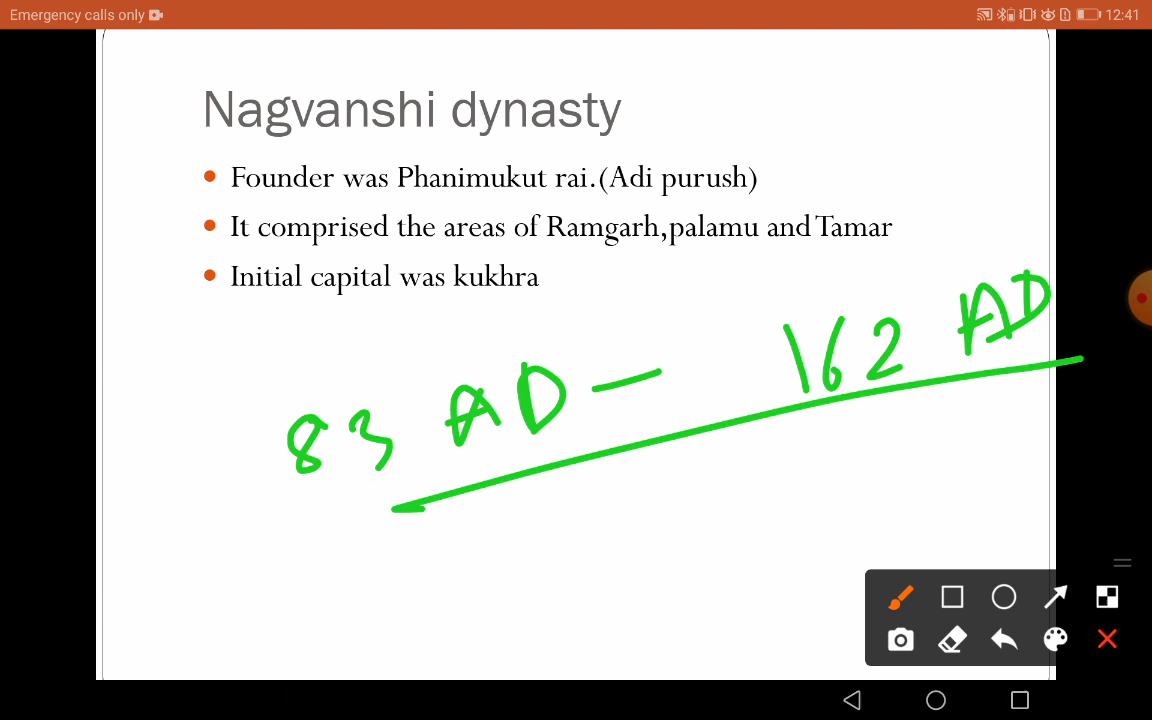 Emergency calls only
12:41
Nagvanshi dynasty
Founder was Phanimukut rai.(Adi purush)
It comprised the areas of Ramgarh,palamu and Tamar
Initial capital was kukhra
83 AD – 162 AD